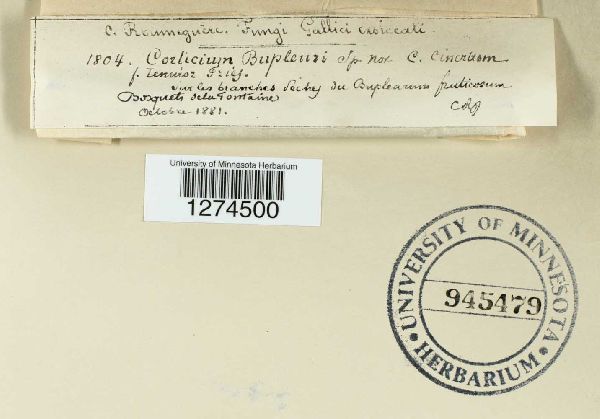 C. Roumeguère. Fungi Gallici exsiccati
1804. Corticium Bupleuri Sp nov C. Cinereum
f. tenuior Fries.
sur les branches sèches du Bupleurum fruticosum
Bosquets de la Fontaine
Octobre 1881.
University of Minnesota Herbarium
1274500
UNIVERSITY OF MINNESOTA
945479
HERBARIUM